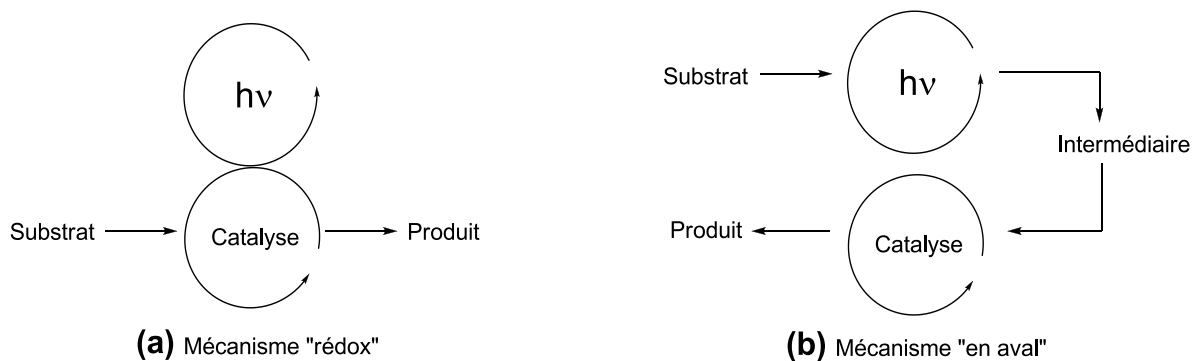 hν
Substrat
Catalyse
Produit
(a) Mécanisme "rédox"
Substrat
hν
Intermédiaire
Produit
Catalyse
(b) Mécanisme "en aval"